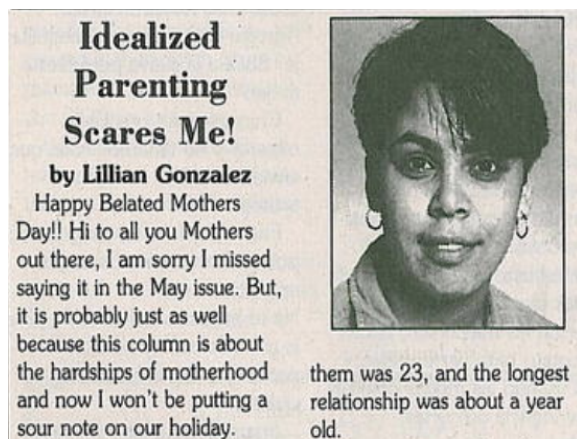 Idealized
Parenting
Scares Me!
by Lillian Gonzalez
Happy Belated Mothers
Day!! Hi to all you Mothers
out there, I am sorry I missed
saying it in the May issue. But,
it is probably just as well
because this column is about
the hardships of motherhood
and now I won't be putting a
sour note on our holiday.
them was 23, and the longest
relationship was about a year
old.